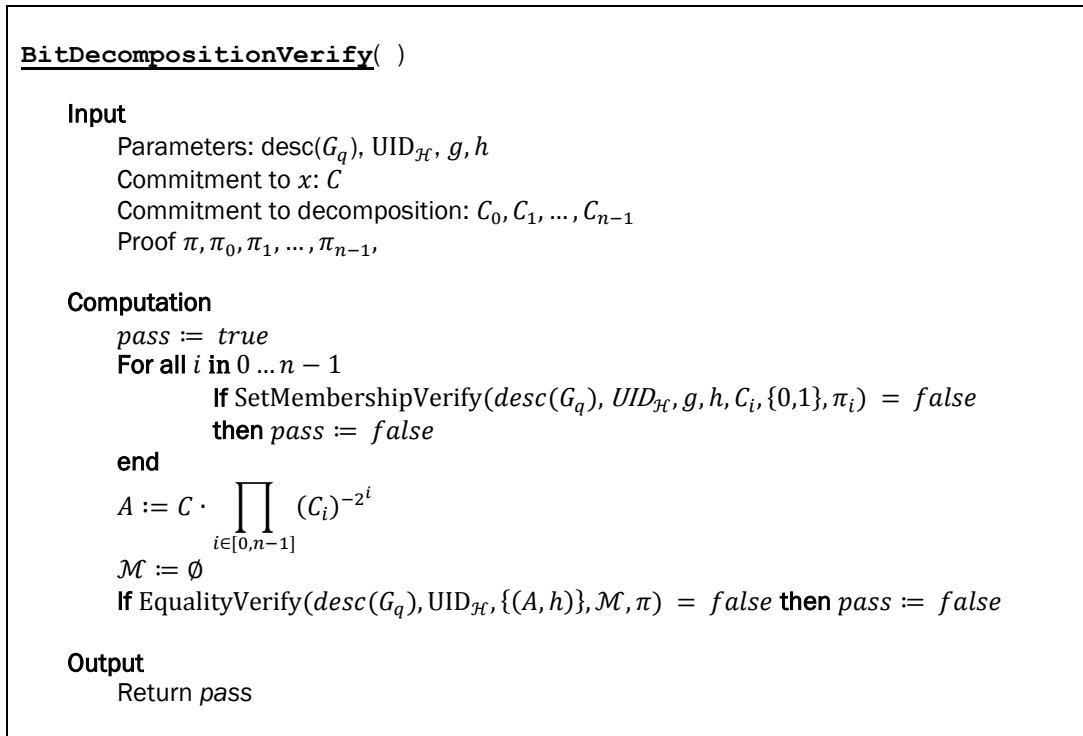 BitDecompositionVerify( )
Input
Parameters: desc(G_q), UID_ℋ, g, h
Commitment to x: C
Commitment to decomposition: C_0, C_1, … , C_{n−1}
Proof π, π_0, π_1, … , π_{n−1},
Computation
pass ≔ true
For all i in 0 … n − 1
If SetMembershipVerify(desc(G_q), UID_ℋ, g, h, C_i, {0,1}, π_i) = false
then pass ≔ false
end
A := C · ∏_{i∈[0,n−1]} (C_i)^{−2^i}
ℳ ≔ ∅
If EqualityVerify(desc(G_q), UID_ℋ, {(A, h)}, ℳ, π) = false then pass ≔ false
Output
Return pass